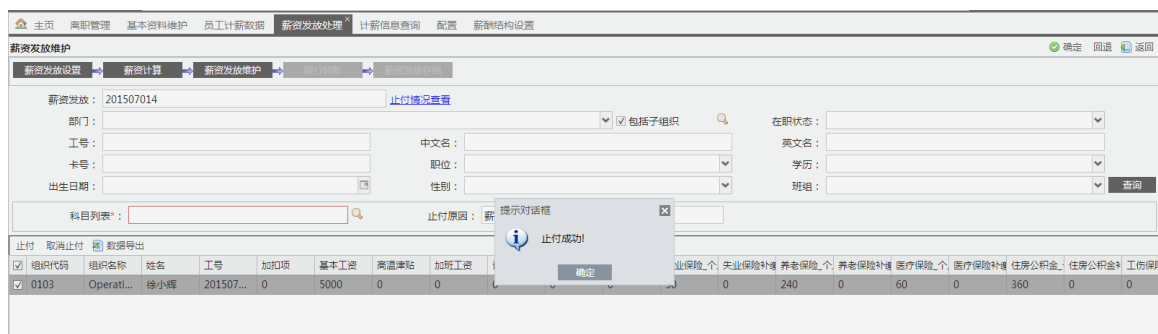 主页 离职管理 基本资料维护 员工计薪数据 薪资发放处理 计薪信息查询 配置 薪酬结构设置
薪资发放维护 确定 回退 返回
薪资发放设置 薪资计算 薪资发放维护 银行转账 薪资发放存档
薪资发放： 201507014 止付情况查看
部门： 包括子组织 在职状态：
工号： 中文名： 英文名：
卡号： 职位： 学历：
出生日期： 性别： 班组： 查询
科目列表*： 止付原因： 薪
提示对话框
止付成功!
确定
止付 取消止付 数据导出
组织代码 组织名称 姓名 工号 加扣项 基本工资 高温津贴 加班工资 业保险_个 失业保险补缴 养老保险_个 养老保险补缴 医疗保险_个 医疗保险补缴 住房公积金_ 住房公积金补 工伤保险
0103 Operati... 徐小辉 201507... 0 5000 0 0 0 0 0 50 0 240 0 60 0 360 0 0